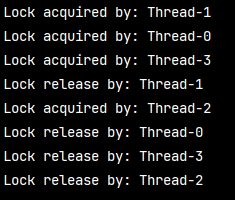 Lock acquired by: Thread-1
Lock acquired by: Thread-0
Lock acquired by: Thread-3
Lock release by: Thread-1
Lock acquired by: Thread-2
Lock release by: Thread-0
Lock release by: Thread-3
Lock release by: Thread-2